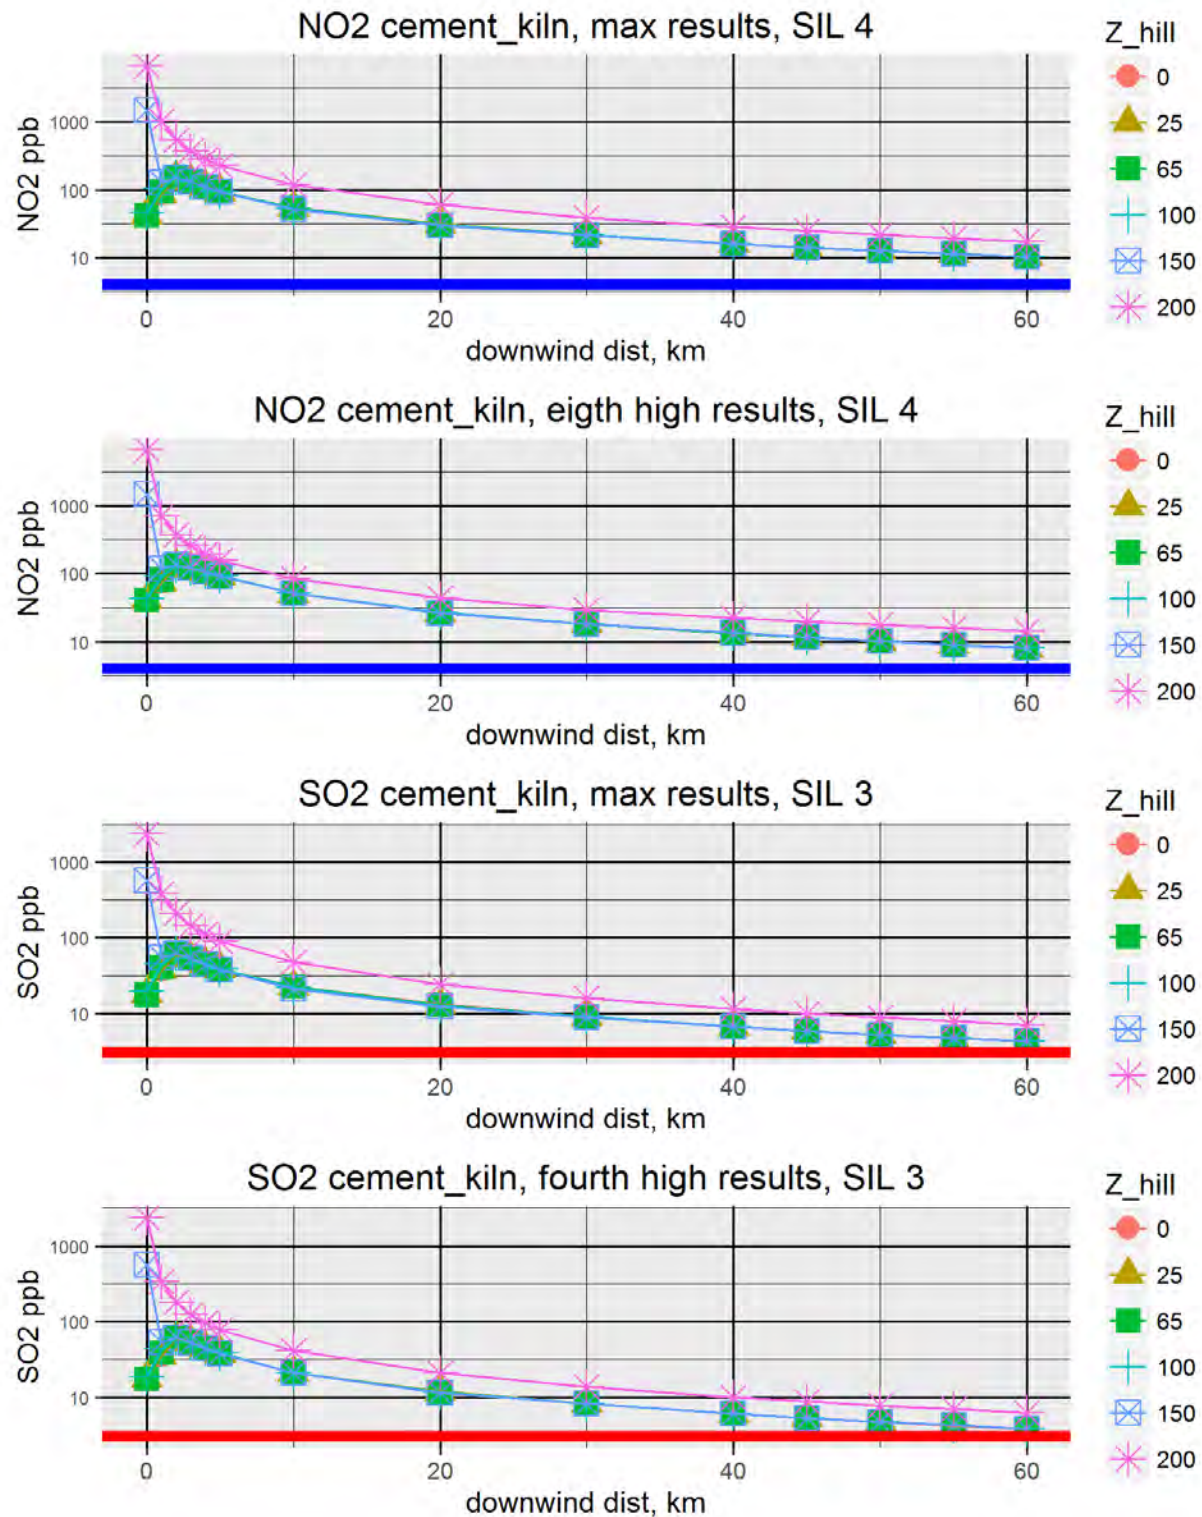 NO2 cement_kiln, max results, SIL 4
NO2 ppb
1000
100
10
0 20 40 60
downwind dist, km
Z_hill
0
25
65
100
150
200
NO2 cement_kiln, eigth high results, SIL 4
NO2 ppb
1000
100
10
0 20 40 60
downwind dist, km
Z_hill
0
25
65
100
150
200
SO2 cement_kiln, max results, SIL 3
SO2 ppb
1000
100
10
0 20 40 60
downwind dist, km
Z_hill
0
25
65
100
150
200
SO2 cement_kiln, fourth high results, SIL 3
SO2 ppb
1000
100
10
0 20 40 60
downwind dist, km
Z_hill
0
25
65
100
150
200